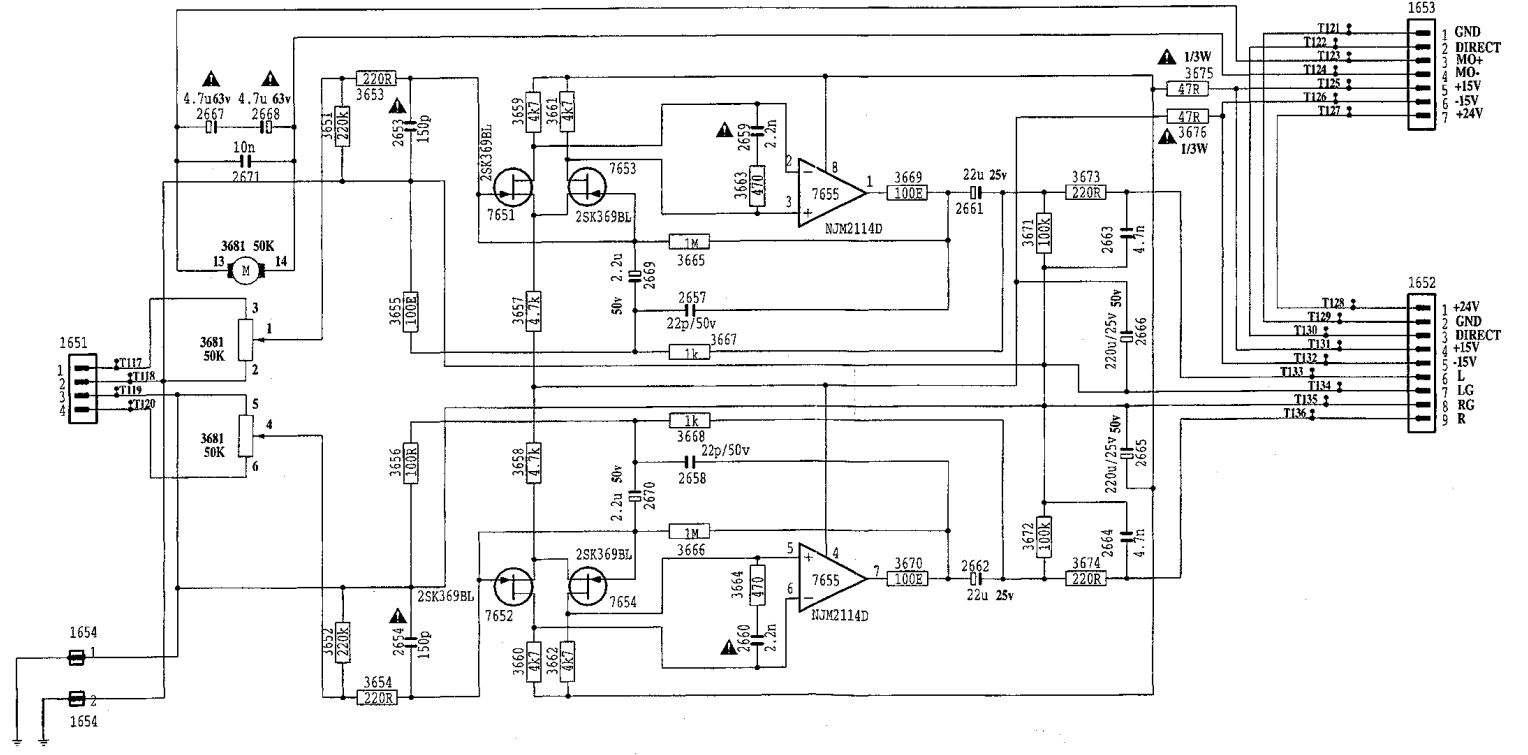 1653
T121 1 GND
T122 2 DIRECT
T123 3 MO+
T124 4 MO-
T125 5 +15V
T126 6 -15V
T127 7 +24V
1/3W
3675
47R
47R
3676
1/3W
4.7u 63v
2667
4.7u 63v
2668
10n
2671
3681 50K
13 M 14
220R
3653
3651
220k
2653
150p
3659
4k7
3661
4k7
2SK369BL
7651
7653
2SK369BL
2659
2.2n
3663
470
2
3
8
7655
1
NJM2114D
3669
100E
22u 25v
2661
3673
220R
3671
100k
2663
4.7n
1M
3665
2.2u
50v
2669
2657
22p/50v
3667
1k
3655
100E
3657
4.7k
220u/25v 50v
2666
1652
T128 1 +24V
T129 2 GND
T130 3 DIRECT
T131 4 +15V
T132 5 -15V
T133 6 L
T134 7 LG
T135 8 RG
T136 9 R
1651
1 T117
2 T118
3 T119
4 T120
3
1
3681
50K
2
5
4
3681
50K
6
1k
3668
22p/50v
2658
3656
100R
3658
4.7k
2.2u 50v
2670
220u/25v 50v
2665
1M
3666
3672
100k
2664
4.7n
2SK369BL
7652
2SK369BL
7654
3664
470
2660
2.2n
5
6
4
7655
7
NJM2114D
3670
100E
2662
22u 25v
3674
220R
3652
220k
2654
150p
3654
220R
3660
4k7
3662
4k7
1654
1
2
1654